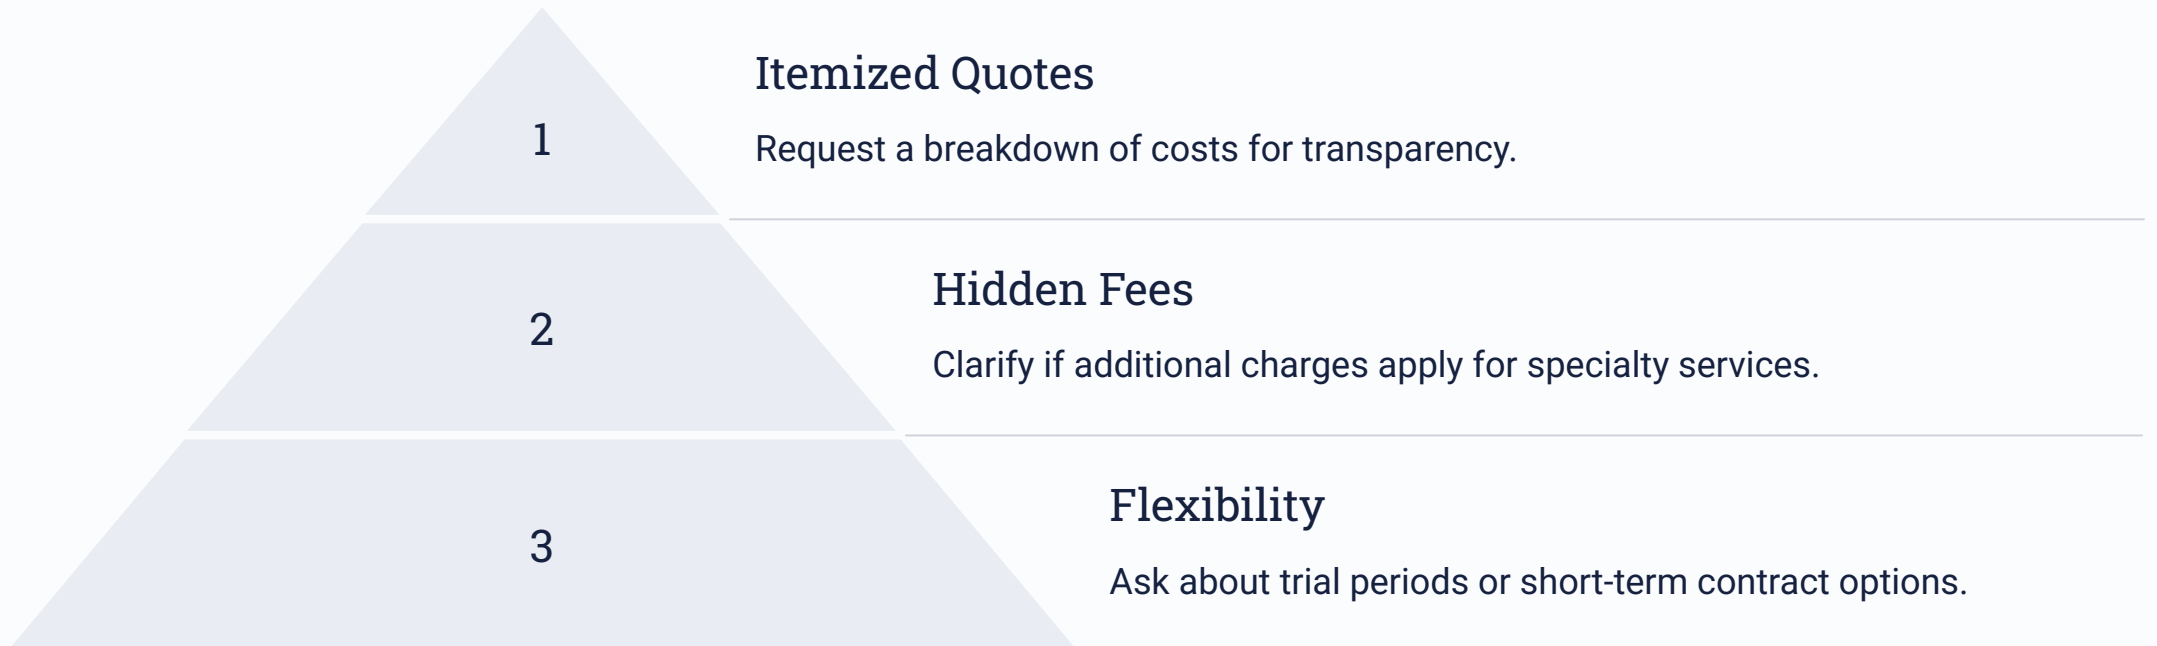 1
Itemized Quotes
Request a breakdown of costs for transparency.
2
Hidden Fees
Clarify if additional charges apply for specialty services.
3
Flexibility
Ask about trial periods or short-term contract options.